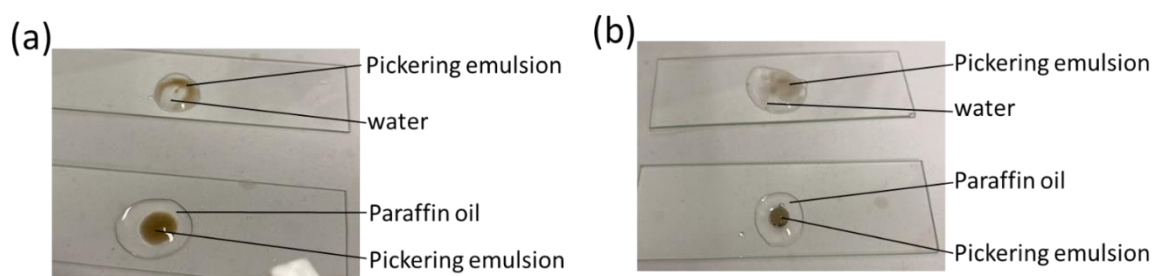 (a)
Pickering emulsion
water
Paraffin oil
Pickering emulsion
(b)
Pickering emulsion
water
Paraffin oil
Pickering emulsion